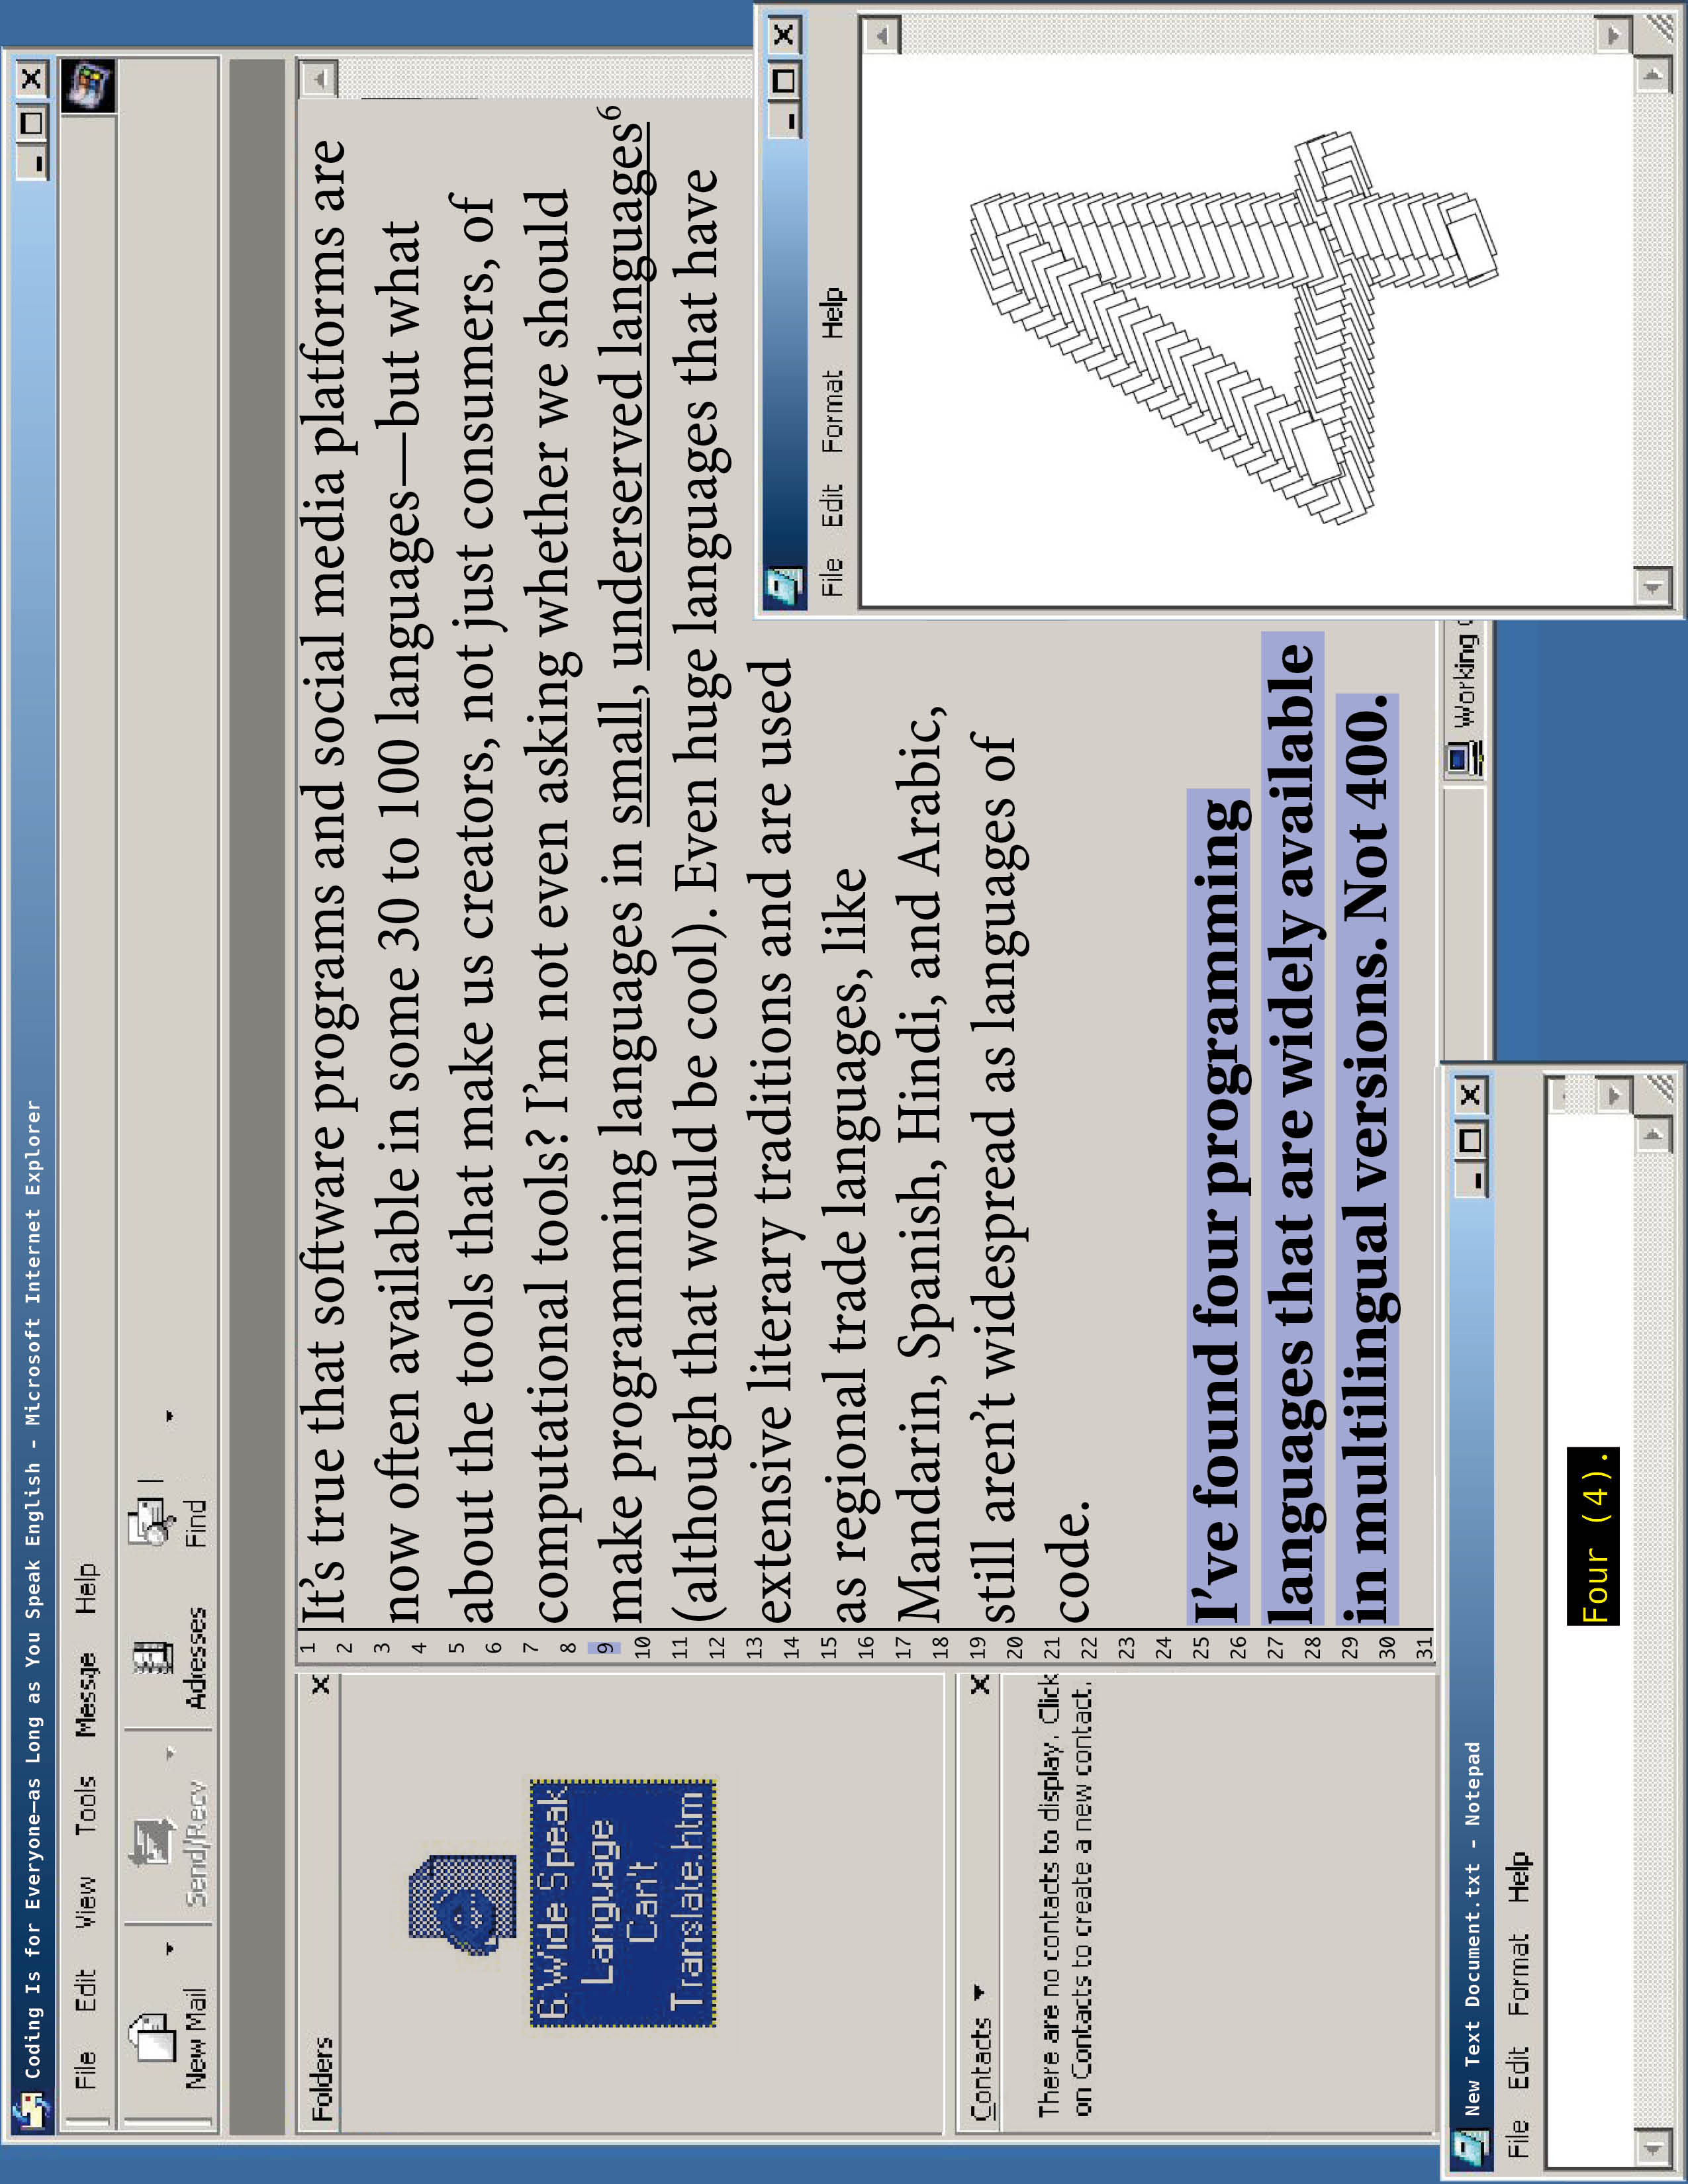 Coding Is for Everyone—as Long as You Speak English - Microsoft Internet Explorer
File Edit View Tools Message Help
New Mail Send/Recv Adresses Find
Folders
6.Wide Speak
Language
Can't
Translate.htm
Contacts
There are no contacts to display. Click
on Contacts to create a new contact.
1
2
3
4
5
6
7
8
9
10
11
12
13
14
15
16
17
18
19
20
21
22
23
24
25
26
27
28
29
30
31
It’s true that software programs and social media platforms are
now often available in some 30 to 100 languages—but what
about the tools that make us creators, not just consumers, of
computational tools? I’m not even asking whether we should
make programming languages in small, underserved languages6
(although that would be cool). Even huge languages that have
extensive literary traditions and are used
as regional trade languages, like
Mandarin, Spanish, Hindi, and Arabic,
still aren’t widespread as languages of
code.
I’ve found four programming
languages that are widely available
in multilingual versions. Not 400.
Working
File Edit Format Help
4
New Text Document.txt - Notepad
File Edit Format Help
Four (4).